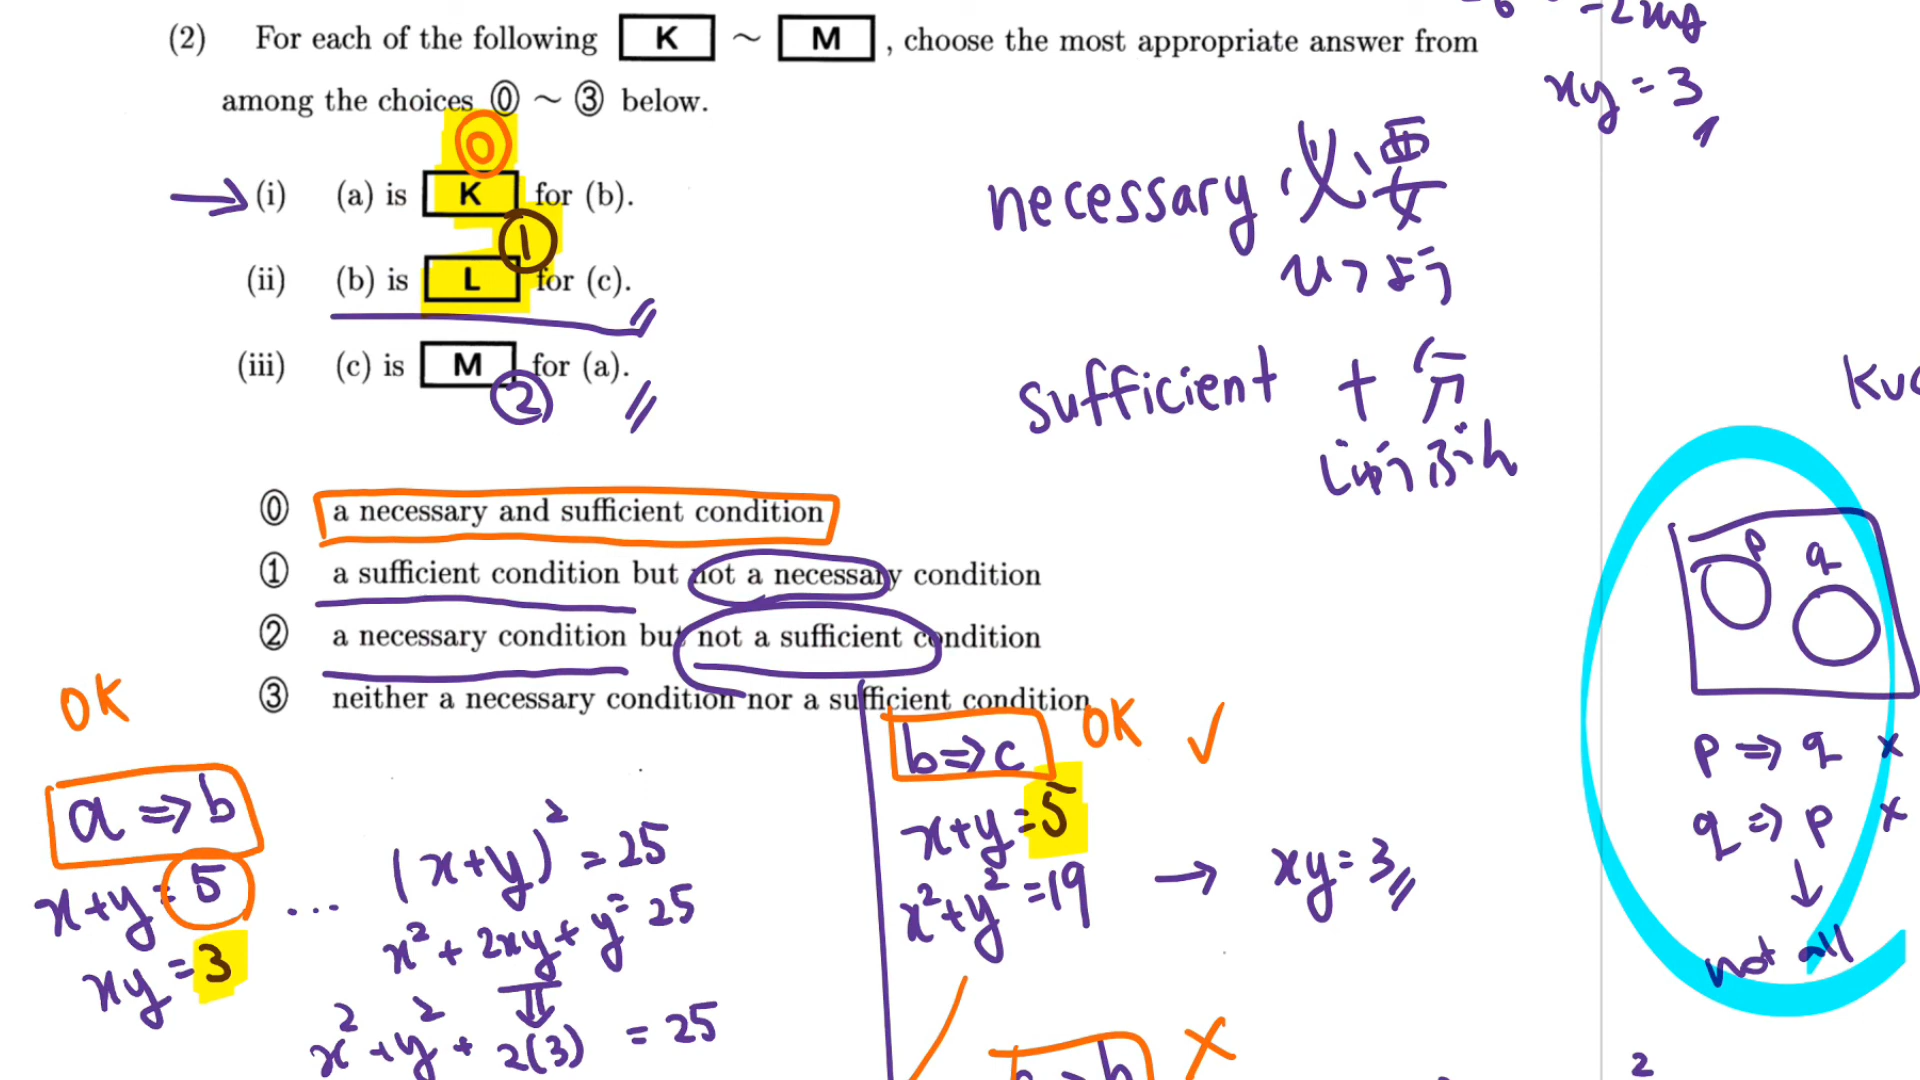 (2) For each of the following K ~ M , choose the most appropriate answer from
among the choices ⓪ ~ ③ below.
0
(i) (a) is K for (b).
1
(ii) (b) is L for (c).
(iii) (c) is M for (a).
2
⓪ a necessary and sufficient condition
① a sufficient condition but not a necessary condition
② a necessary condition but not a sufficient condition
③ neither a necessary condition nor a sufficient condition
xy = 3
necessary 必要
ひつよう
sufficient 十分
じゅうぶん
OK
a ⇒ b
x+y = 5
xy = 3
... (x+y)² = 25
x² + 2xy + y² = 25
x² + y² + 2(3) = 25
b ⇒ c OK ✓
x+y = 5
x²+y² = 19 → xy = 3
×
p q
p ⇒ q ×
q ⇒ p ×
↓
not all
2